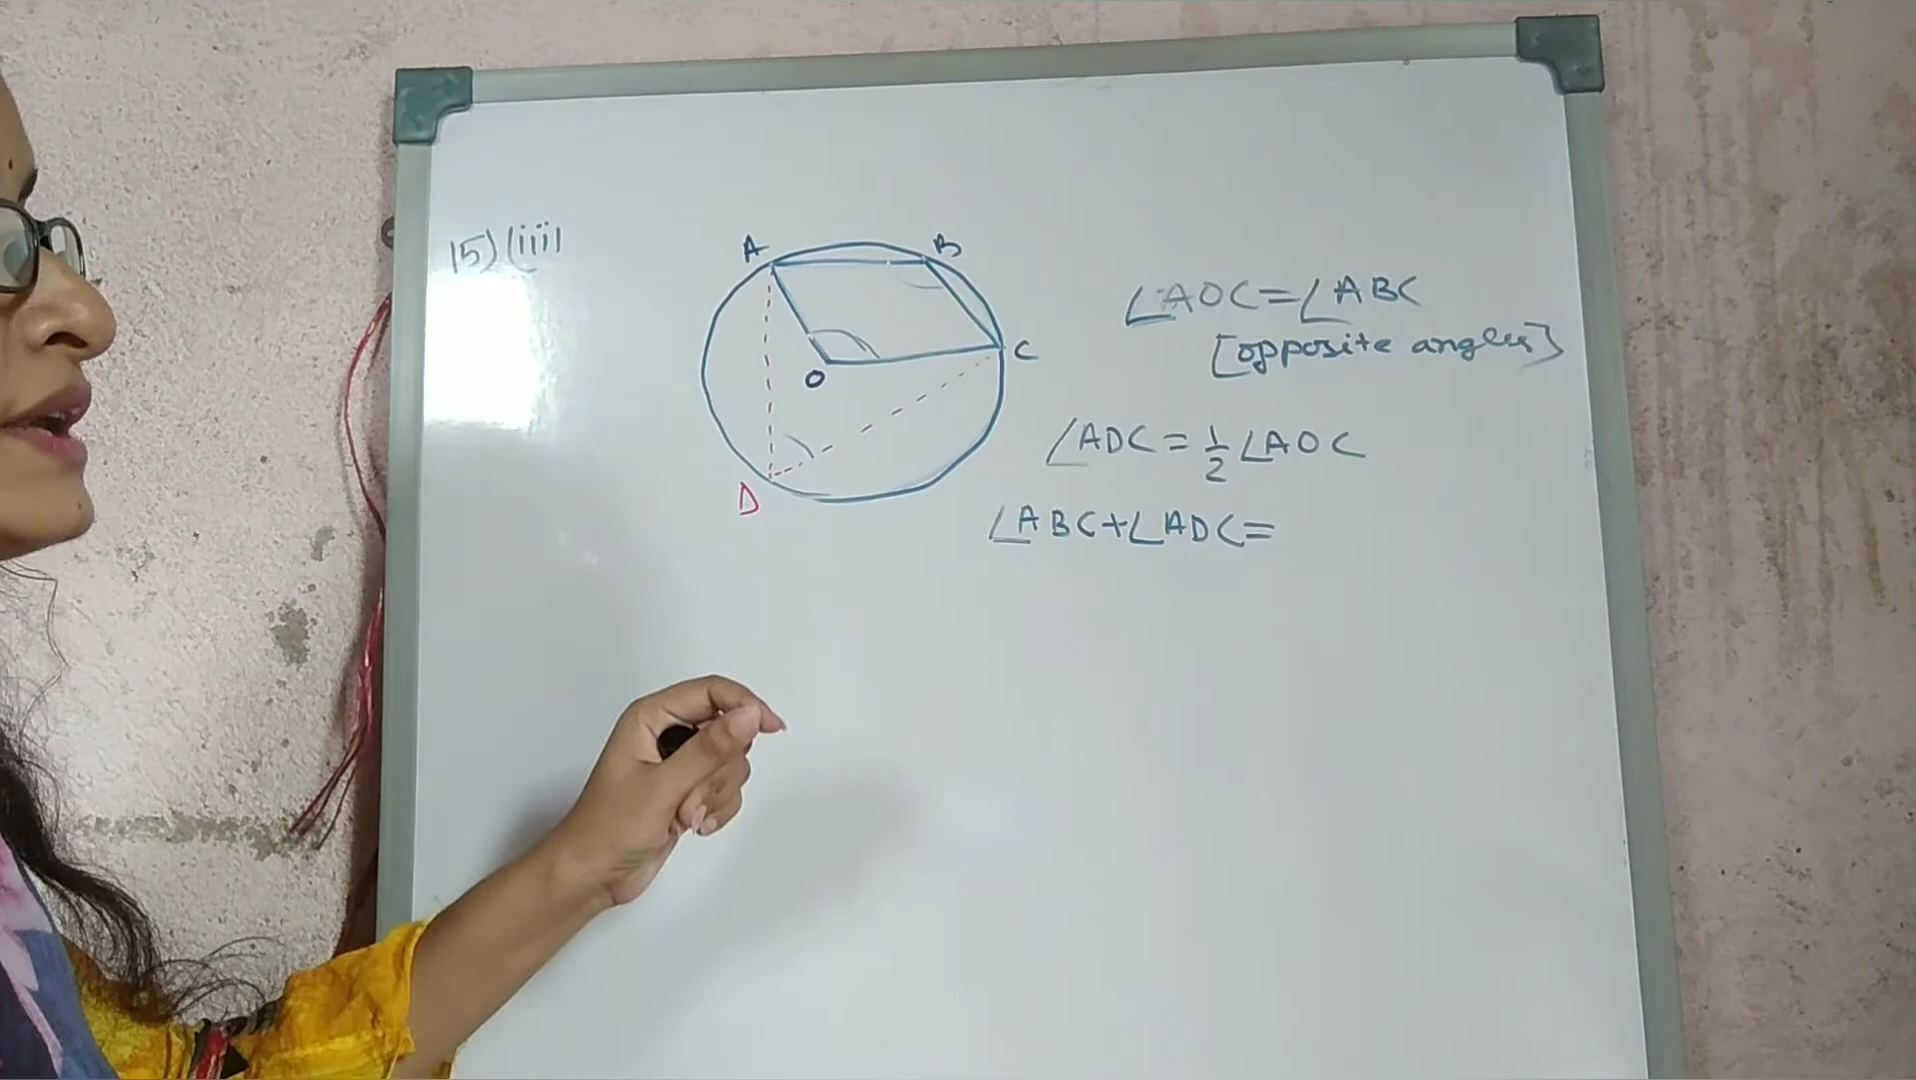 15) (iii)
A
B
∠AOC = ∠ABC
[opposite angles]
C
O
∠ADC = 1/2 ∠AOC
D
∠ABC + ∠ADC =